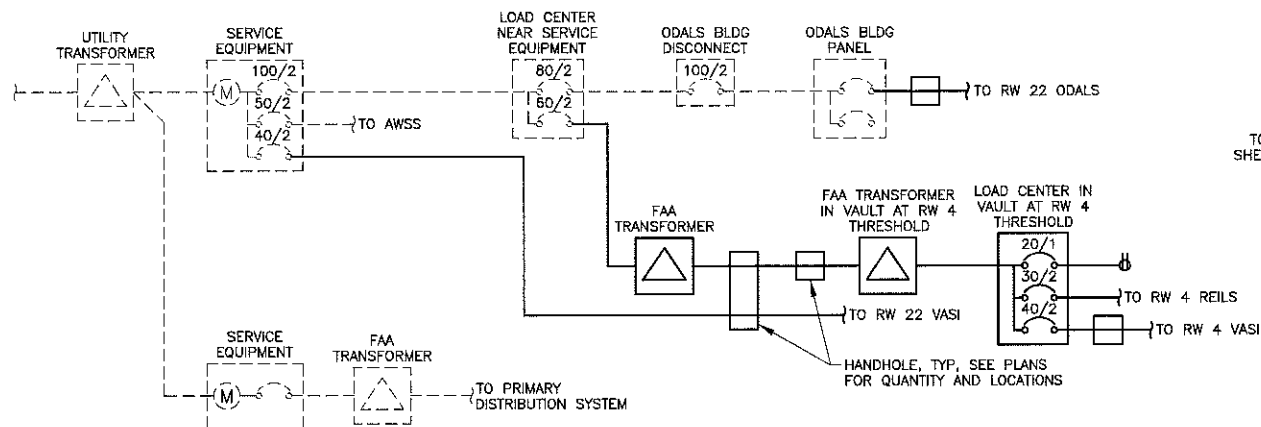 UTILITY
TRANSFORMER
SERVICE
EQUIPMENT
100/2
M
50/2
TO AWSS
40/2
LOAD CENTER
NEAR SERVICE
EQUIPMENT
80/2
60/2
ODALS BLDG
DISCONNECT
100/2
ODALS BLDG
PANEL
TO RW 22 ODALS
TO
SHE
FAA
TRANSFORMER
FAA TRANSFORMER
IN VAULT AT RW 4
THRESHOLD
LOAD CENTER IN
VAULT AT RW 4
THRESHOLD
20/1
30/2
TO RW 4 REILS
40/2
TO RW 4 VASI
TO RW 22 VASI
HANDHOLE, TYP, SEE PLANS
FOR QUANTITY AND LOCATIONS
SERVICE
EQUIPMENT
M
FAA
TRANSFORMER
TO PRIMARY
DISTRIBUTION SYSTEM